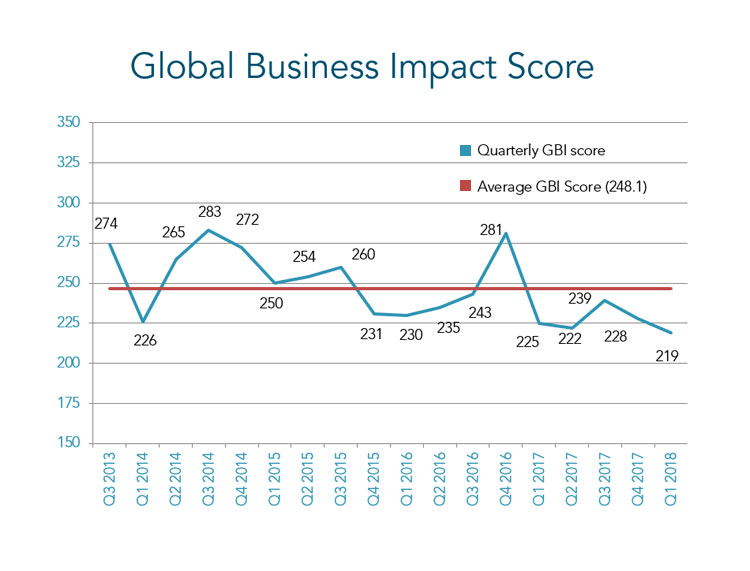 Global Business Impact Score
350
325
300
275
250
225
200
175
150
Quarterly GBI score
Average GBI Score (248.1)
274
226
265
283
272
250
254
260
231
230
235
243
281
225
222
239
228
219
Q3 2013
Q1 2014
Q2 2014
Q3 2014
Q4 2014
Q1 2015
Q2 2015
Q3 2015
Q4 2015
Q1 2016
Q2 2016
Q3 2016
Q4 2016
Q1 2017
Q2 2017
Q3 2017
Q4 2017
Q1 2018